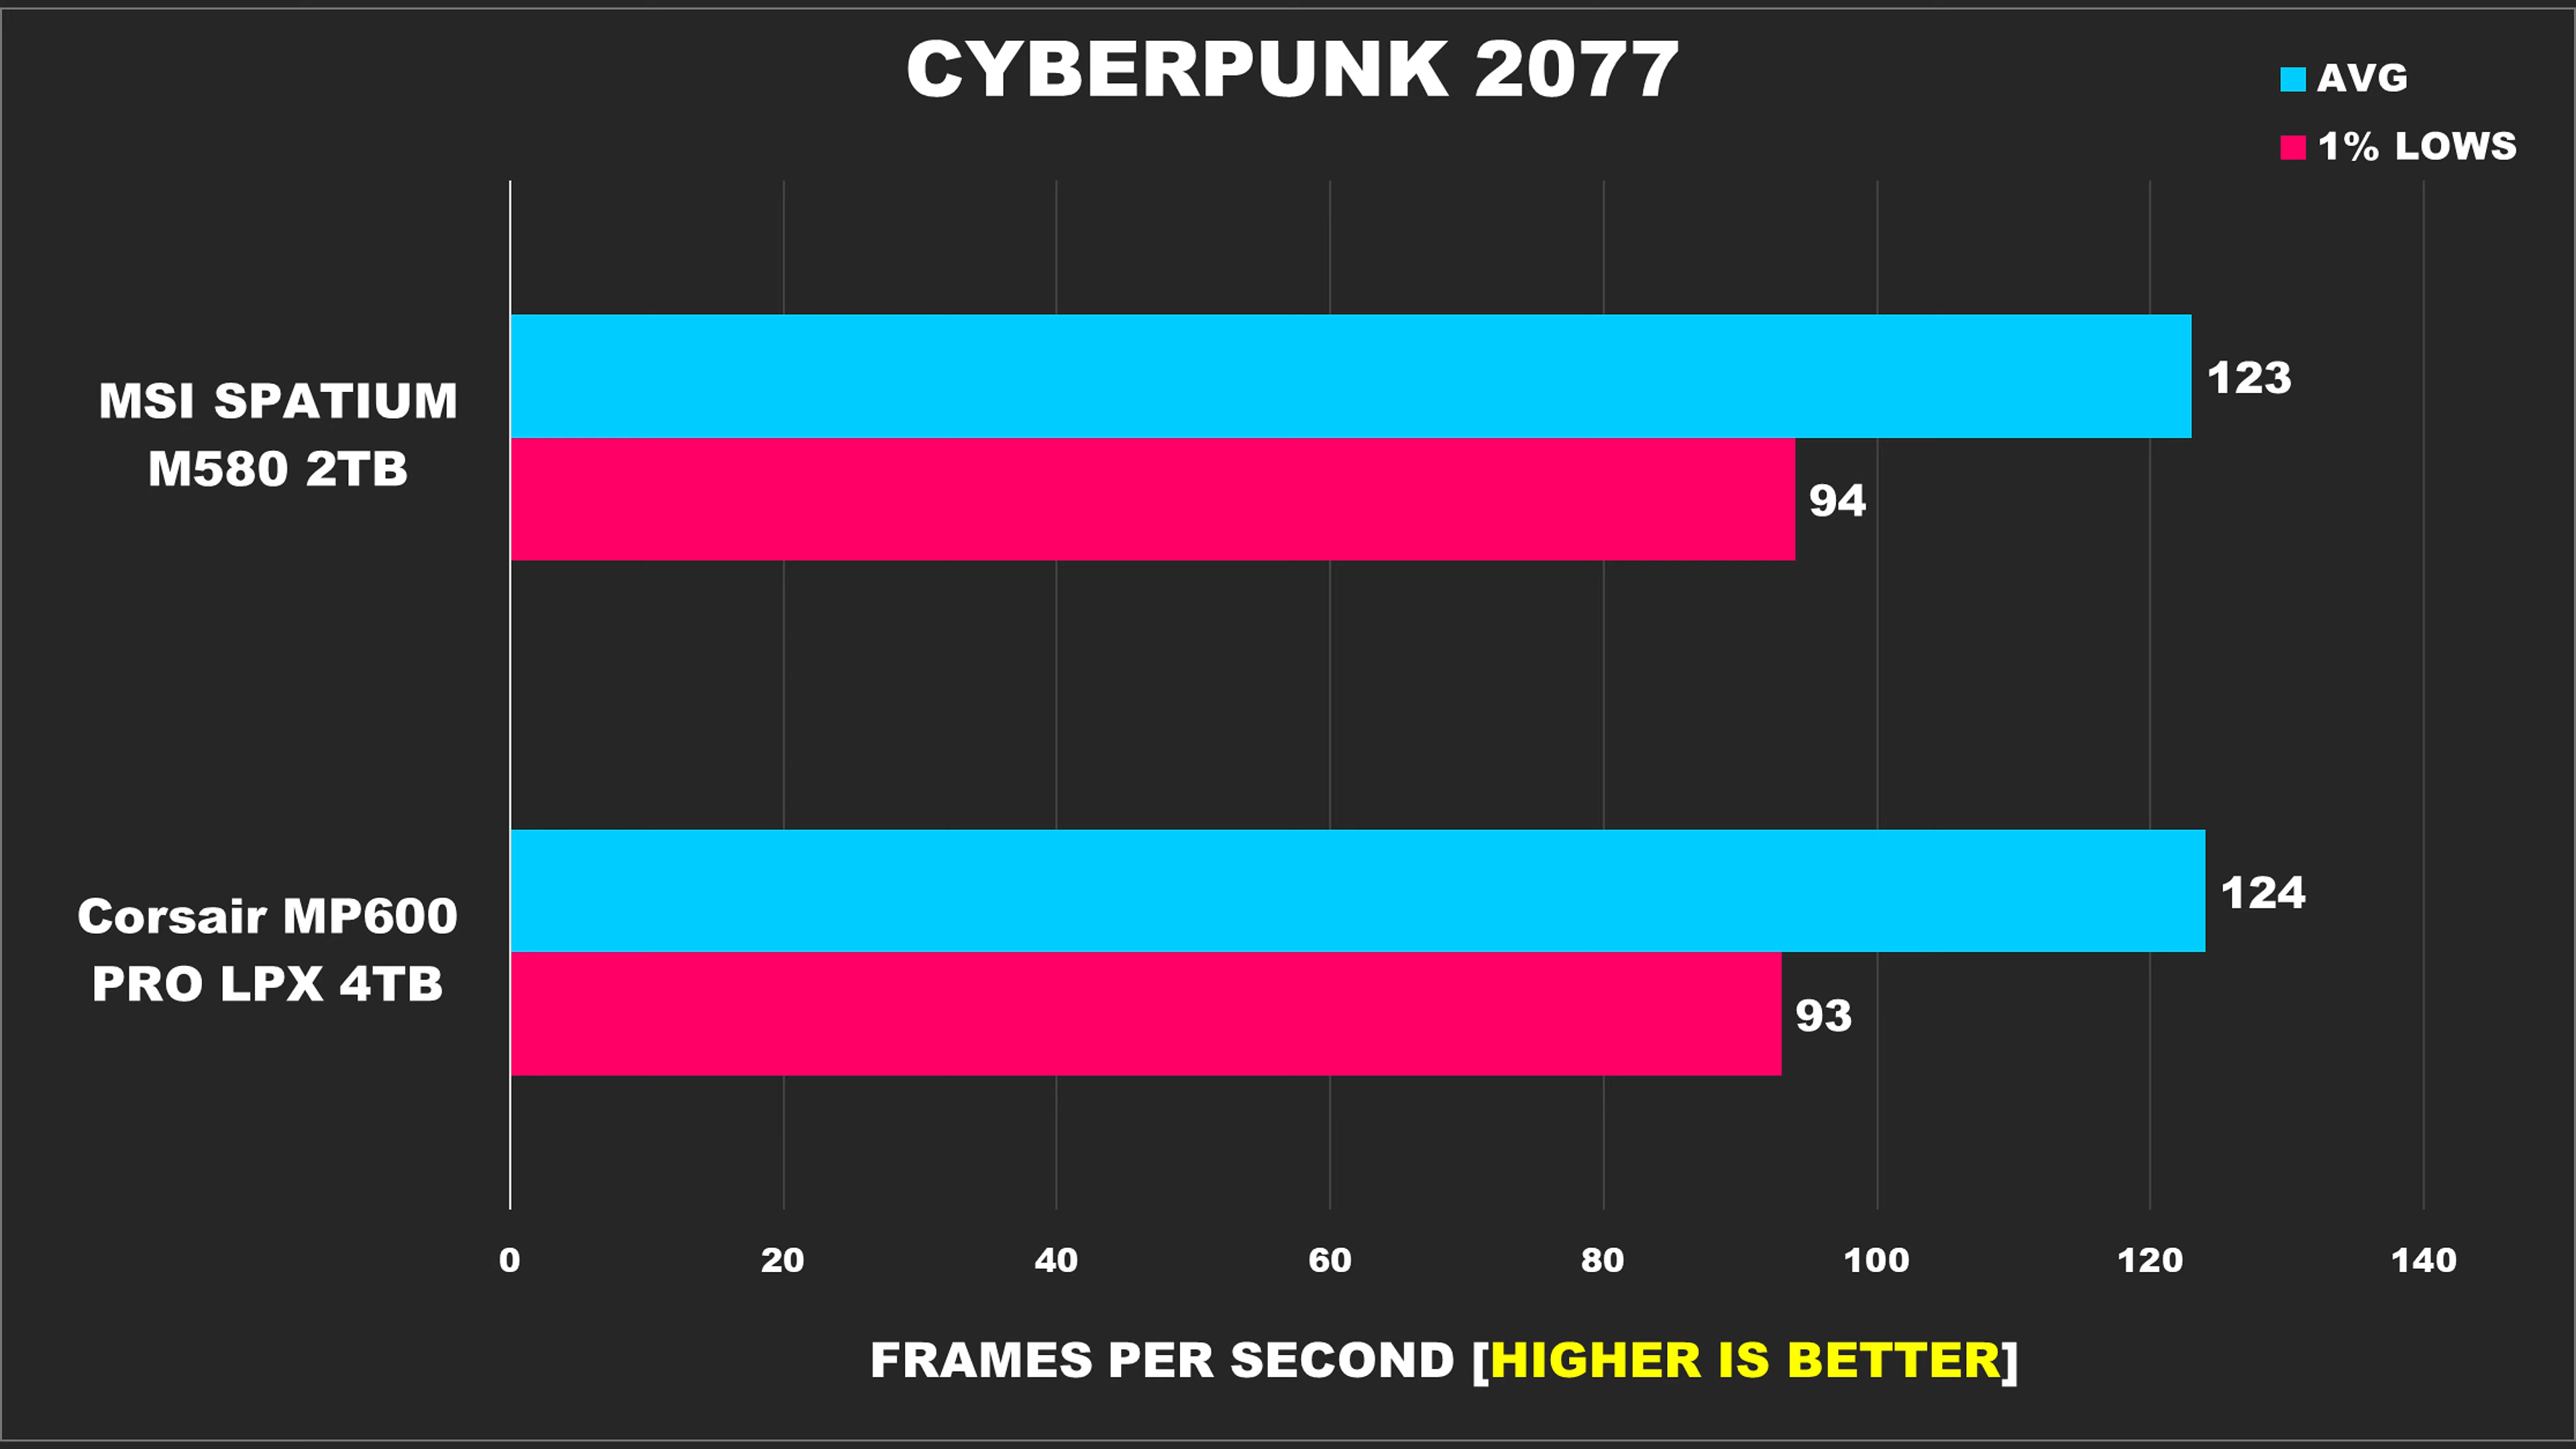 CYBERPUNK 2077
AVG
1% LOWS
MSI SPATIUM
M580 2TB
123
94
Corsair MP600
PRO LPX 4TB
124
93
0 20 40 60 80 100 120 140
FRAMES PER SECOND [HIGHER IS BETTER]